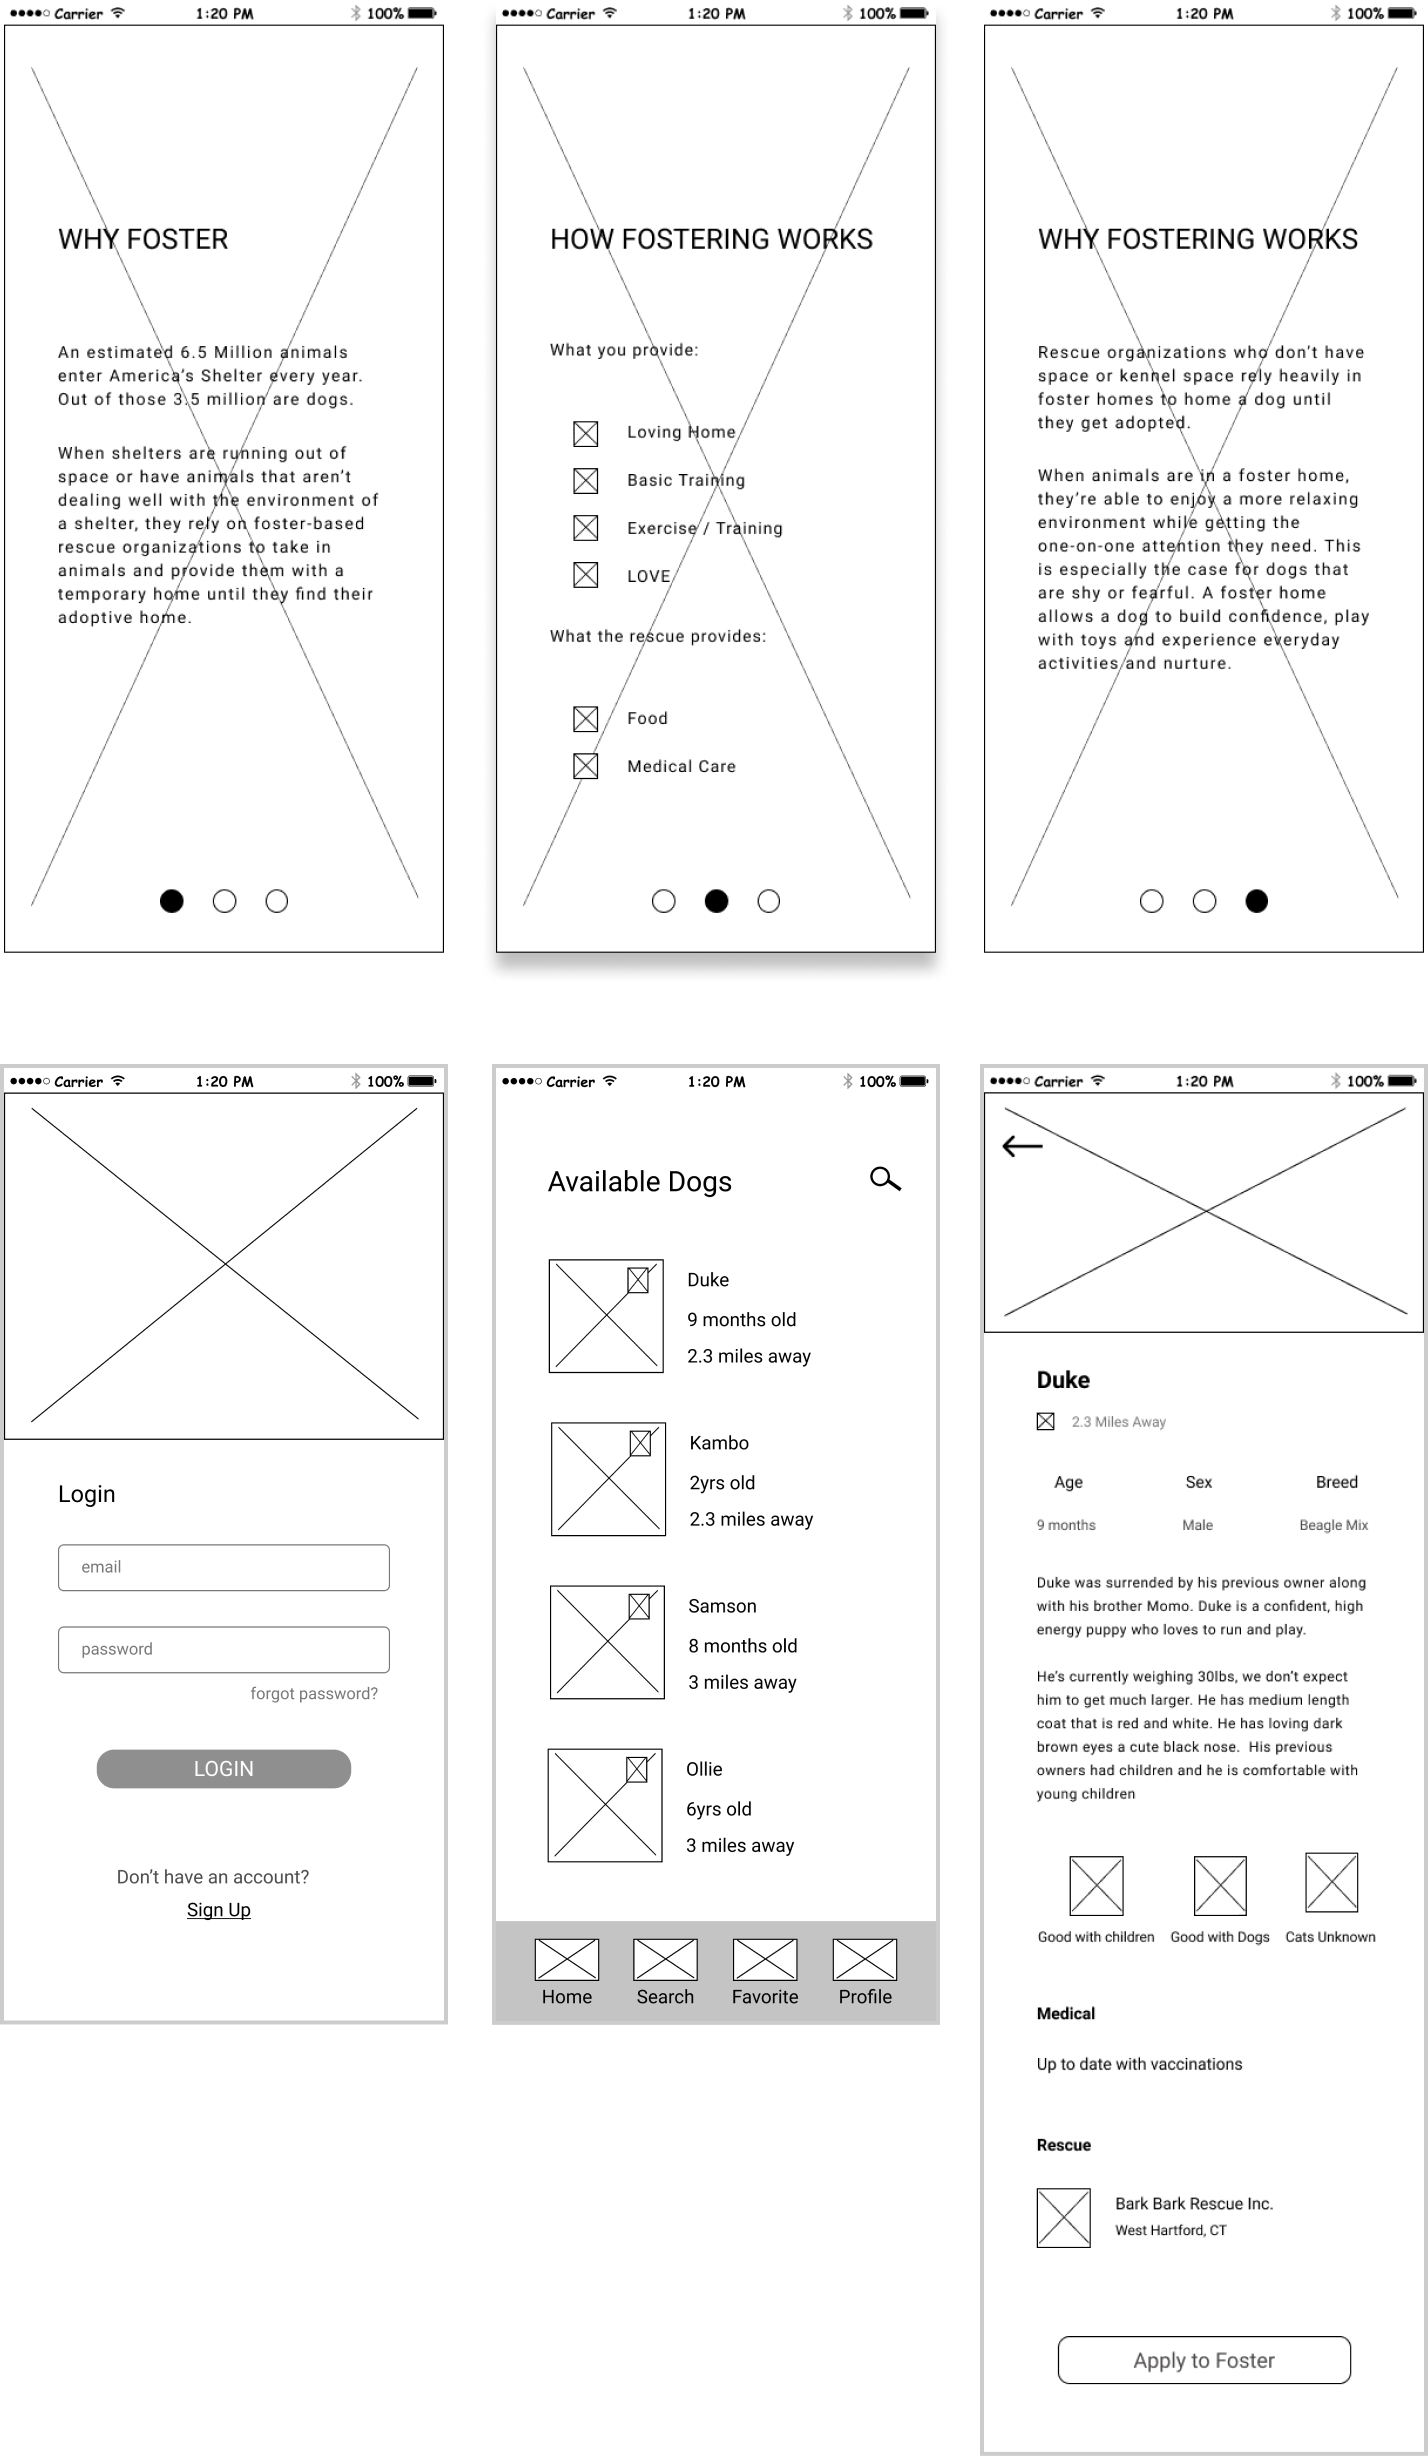 Carrier 1:20 PM 100%
WHY FOSTER
An estimated 6.5 Million animals
enter America's Shelter every year.
Out of those 3.5 million are dogs.
When shelters are running out of
space or have animals that aren't
dealing well with the environment of
a shelter, they rely on foster-based
rescue organizations to take in
animals and provide them with a
temporary home until they find their
adoptive home.
Carrier 1:20 PM 100%
HOW FOSTERING WORKS
What you provide:
Loving Home
Basic Training
Exercise / Training
LOVE
What the rescue provides:
Food
Medical Care
Carrier 1:20 PM 100%
WHY FOSTERING WORKS
Rescue organizations who don't have
space or kennel space rely heavily in
foster homes to home a dog until
they get adopted.
When animals are in a foster home,
they're able to enjoy a more relaxing
environment while getting the
one-on-one attention they need. This
is especially the case for dogs that
are shy or fearful. A foster home
allows a dog to build confidence, play
with toys and experience everyday
activities and nurture.
Carrier 1:20 PM 100%
Login
email
password
forgot password?
LOGIN
Don't have an account?
Sign Up
Carrier 1:20 PM 100%
Available Dogs
Duke
9 months old
2.3 miles away
Kambo
2yrs old
2.3 miles away
Samson
8 months old
3 miles away
Ollie
6yrs old
3 miles away
Home Search Favorite Profile
Carrier 1:20 PM 100%
Duke
2.3 Miles Away
Age Sex Breed
9 months Male Beagle Mix
Duke was surrended by his previous owner along
with his brother Momo. Duke is a confident, high
energy puppy who loves to run and play.
He's currently weighing 30lbs, we don't expect
him to get much larger. He has medium length
coat that is red and white. He has loving dark
brown eyes a cute black nose.  His previous
owners had children and he is comfortable with
young children
Good with children Good with Dogs Cats Unknown
Medical
Up to date with vaccinations
Rescue
Bark Bark Rescue Inc.
West Hartford, CT
Apply to Foster